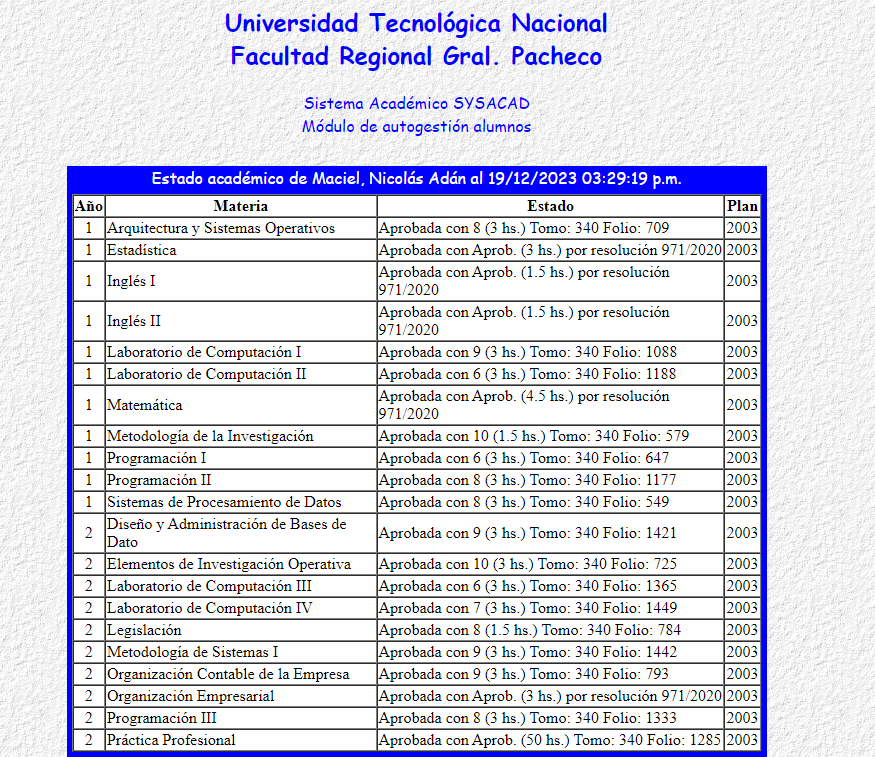 Universidad Tecnológica Nacional
Facultad Regional Gral. Pacheco
Sistema Académico SYSACAD
Módulo de autogestión alumnos
Estado académico de Maciel, Nicolás Adán al 19/12/2023 03:29:19 p.m.
Año Materia Estado Plan
1 Arquitectura y Sistemas Operativos Aprobada con 8 (3 hs.) Tomo: 340 Folio: 709 2003
1 Estadística Aprobada con Aprob. (3 hs.) por resolución 971/2020 2003
1 Inglés I Aprobada con Aprob. (1.5 hs.) por resolución
971/2020 2003
1 Inglés II Aprobada con Aprob. (1.5 hs.) por resolución
971/2020 2003
1 Laboratorio de Computación I Aprobada con 9 (3 hs.) Tomo: 340 Folio: 1088 2003
1 Laboratorio de Computación II Aprobada con 6 (3 hs.) Tomo: 340 Folio: 1188 2003
1 Matemática Aprobada con Aprob. (4.5 hs.) por resolución
971/2020 2003
1 Metodología de la Investigación Aprobada con 10 (1.5 hs.) Tomo: 340 Folio: 579 2003
1 Programación I Aprobada con 6 (3 hs.) Tomo: 340 Folio: 647 2003
1 Programación II Aprobada con 8 (3 hs.) Tomo: 340 Folio: 1177 2003
1 Sistemas de Procesamiento de Datos Aprobada con 8 (3 hs.) Tomo: 340 Folio: 549 2003
2 Diseño y Administración de Bases de
Dato Aprobada con 9 (3 hs.) Tomo: 340 Folio: 1421 2003
2 Elementos de Investigación Operativa Aprobada con 10 (3 hs.) Tomo: 340 Folio: 725 2003
2 Laboratorio de Computación III Aprobada con 6 (3 hs.) Tomo: 340 Folio: 1365 2003
2 Laboratorio de Computación IV Aprobada con 7 (3 hs.) Tomo: 340 Folio: 1449 2003
2 Legislación Aprobada con 8 (1.5 hs.) Tomo: 340 Folio: 784 2003
2 Metodología de Sistemas I Aprobada con 9 (3 hs.) Tomo: 340 Folio: 1442 2003
2 Organización Contable de la Empresa Aprobada con 9 (3 hs.) Tomo: 340 Folio: 793 2003
2 Organización Empresarial Aprobada con Aprob. (3 hs.) por resolución 971/2020 2003
2 Programación III Aprobada con 8 (3 hs.) Tomo: 340 Folio: 1333 2003
2 Práctica Profesional Aprobada con Aprob. (50 hs.) Tomo: 340 Folio: 1285 2003